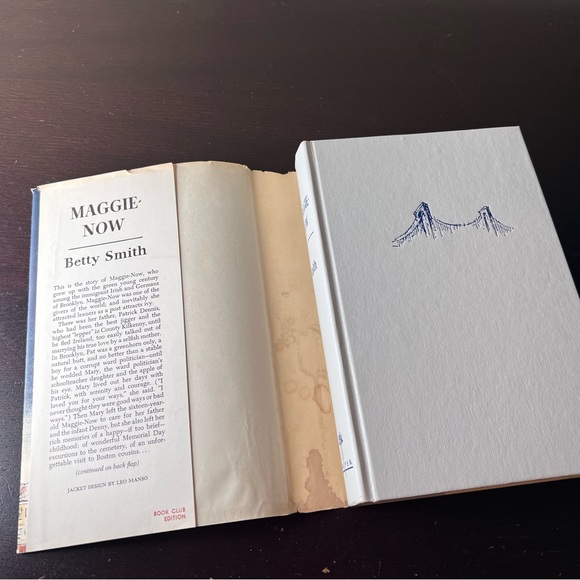 MAGGIE-
NOW
Betty Smith
This is the story of Maggie-Now, who
grew up with the green young century
among the immigrant Irish and Germans
of Brooklyn. Maggie-Now was one of the
givers of the world, and inevitably she
attracted leaners as a post attracts ivy.
There was her father, Patrick Dennis,
who had been the best jigger and the
highest "lepper" in County Kilkenny, until
he fled Ireland, too easily talked out of
marrying his true love by a selfish mother.
In Brooklyn, Pat was a greenhorn only, a
natural butt, and no better than a stable
boy for a corrupt ward politician—until
he wedded Mary, the ward politician's
schoolteacher daughter and the apple of
his eye. Mary lived out her days with
Patrick, with serenity and courage. ("I
loved you for your ways," she said. "I
never thought they were good ways or bad
ways.") Then Mary left the sixteen-year-
old Maggie-Now to care for her father
and the infant Denny, but she also left her
rich memories of a happy—if too brief—
childhood: of wonderful Memorial Day
excursions to the cemetery, of an unfor-
gettable visit to Boston cousins. . . .
(continued on back flap)
JACKET DESIGN BY LEO MANSO
BOOK CLUB
EDITION